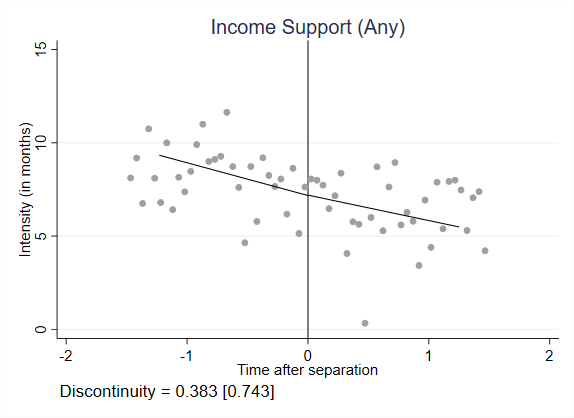 Income Support (Any)
15
10
5
0
Intensity (in months)
-2 -1 0 1 2
Time after separation
Discontinuity = 0.383 [0.743]